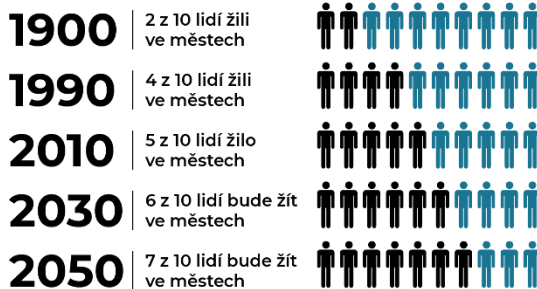 1900
2 z 10 lidí žili
ve městech
1990
4 z 10 lidí žili
ve městech
2010
5 z 10 lidí žilo
ve městech
2030
6 z 10 lidí bude žít
ve městech
2050
7 z 10 lidí bude žít
ve městech